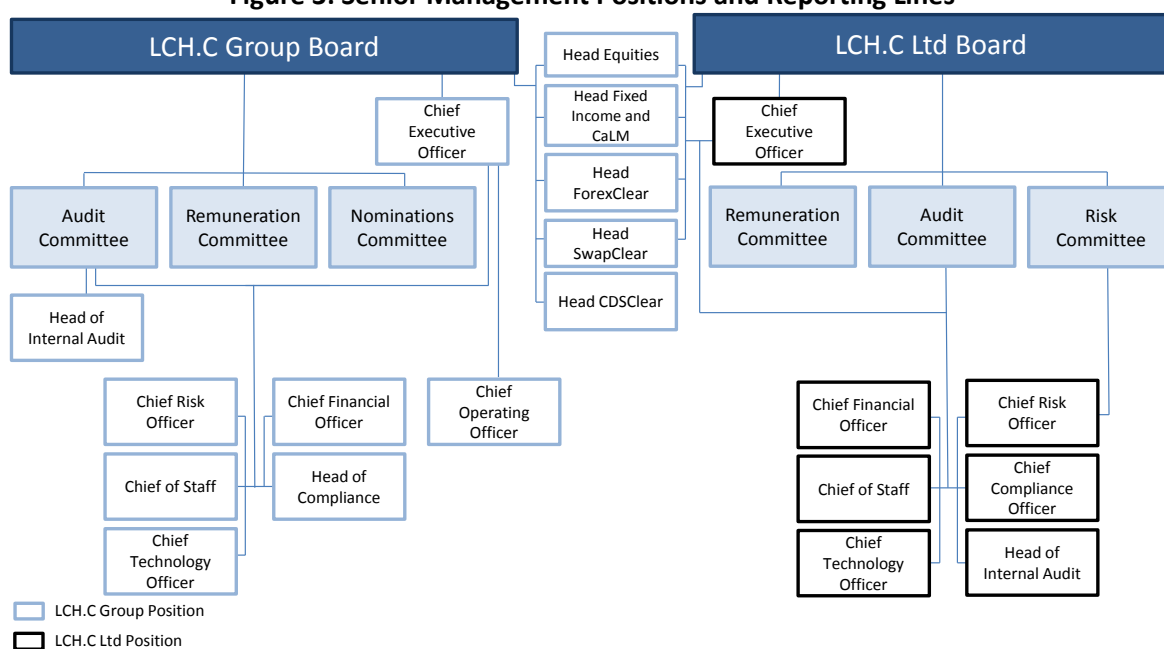 Figure 3: Senior Management Positions and Reporting Lines
LCH.C Group Board
LCH.C Ltd Board
Head Equities
Head Fixed
Income and
CaLM
Head
ForexClear
Head
SwapClear
Head CDSClear
Chief
Executive
Officer
Chief
Executive
Officer
Audit
Committee
Remuneration
Committee
Nominations
Committee
Remuneration
Committee
Audit
Committee
Risk
Committee
Head of
Internal Audit
Chief Risk
Officer
Chief Financial
Officer
Chief
Operating
Officer
Chief of Staff
Head of
Compliance
Chief
Technology
Officer
Chief Financial
Officer
Chief Risk
Officer
Chief of Staff
Chief
Compliance
Officer
Chief
Technology
Officer
Head of
Internal Audit
LCH.C Group Position
LCH.C Ltd Position